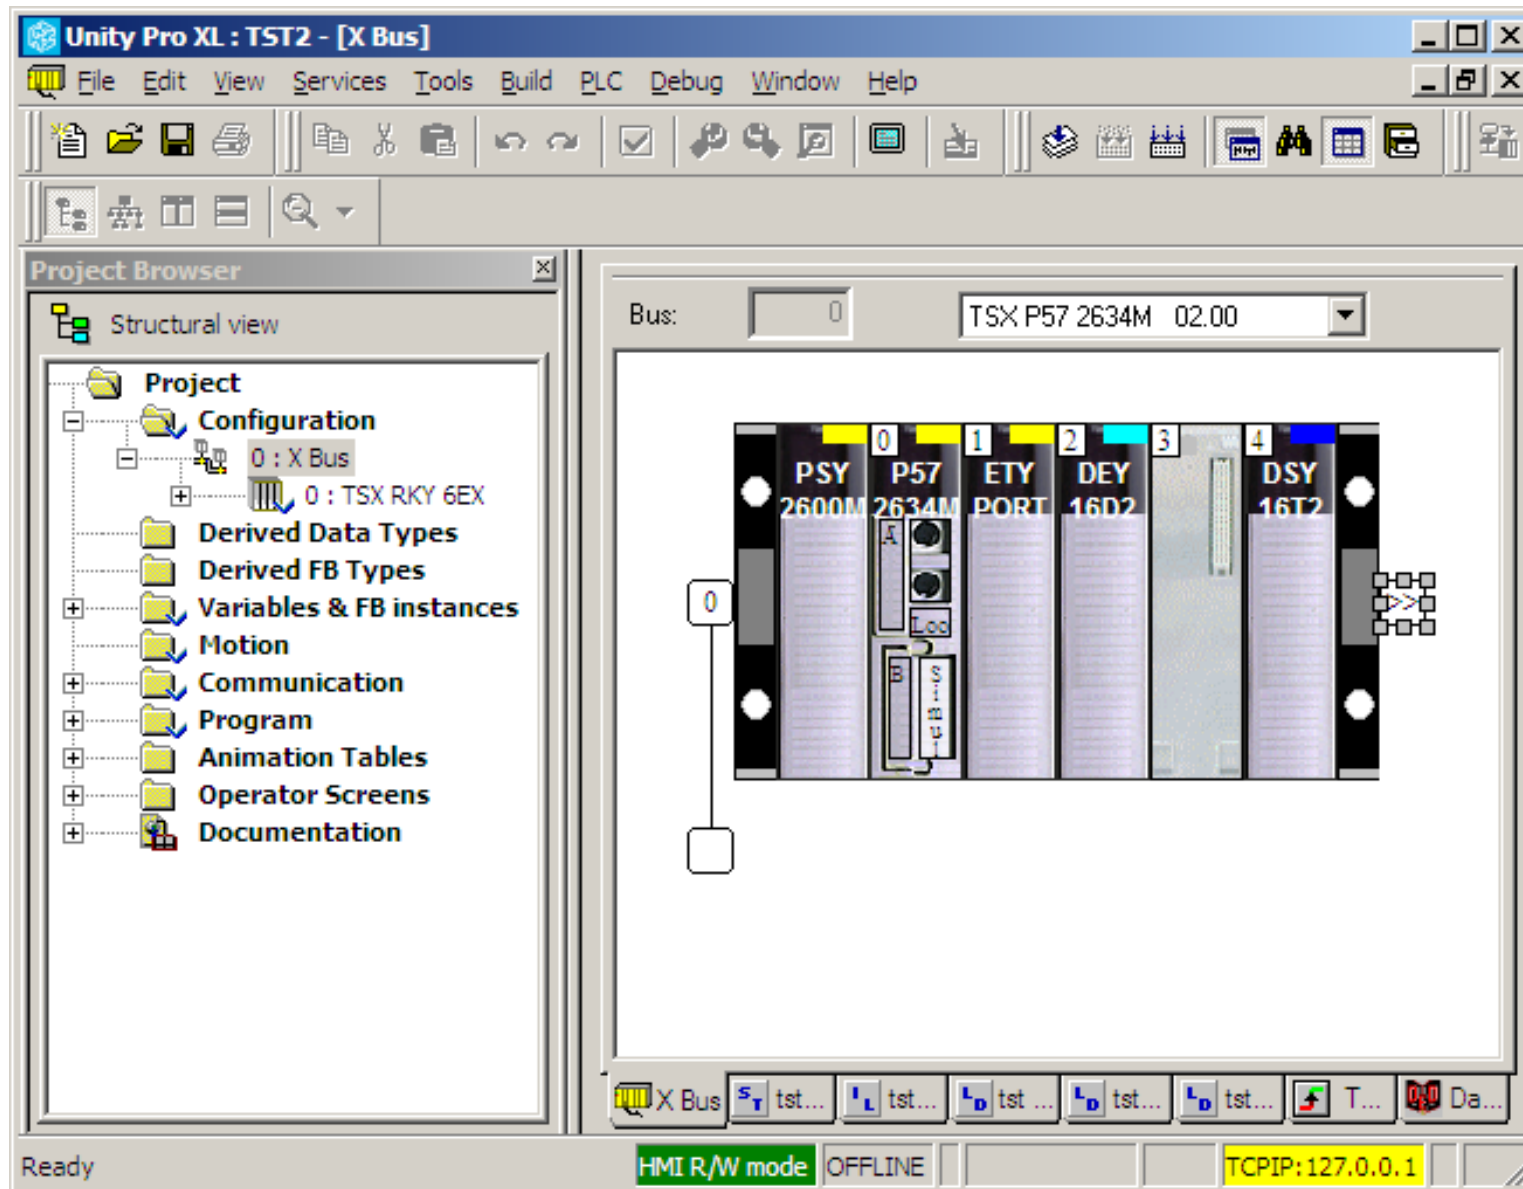 Unity Pro XL : TST2 - [X Bus]
File Edit View Services Tools Build PLC Debug Window Help
Project Browser
Structural view
Project
Configuration
0 : X Bus
0 : TSX RKY 6EX
Derived Data Types
Derived FB Types
Variables & FB instances
Motion
Communication
Program
Animation Tables
Operator Screens
Documentation
Bus: 0 TSX P57 2634M 02.00
0 1 2 3 4
PSY P57 ETY DEY DSY
2600M 2634M PORT 16D2 16T2
A
Loo
0
>>
B
Simul
X Bus tst... tst... tst ... tst... tst... T... Da...
Ready HMI R/W mode OFFLINE TCPIP:127.0.0.1